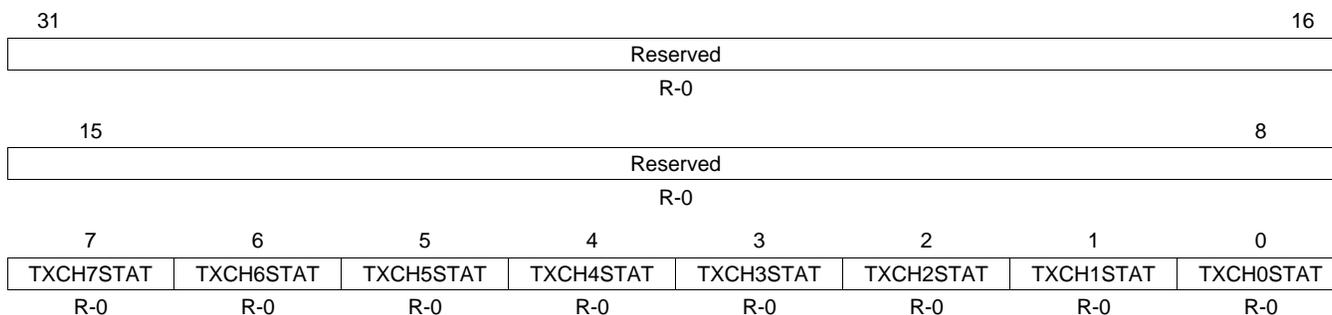 31 16
Reserved
R-0
15 8
Reserved
R-0
7 6 5 4 3 2 1 0
TXCH7STAT TXCH6STAT TXCH5STAT TXCH4STAT TXCH3STAT TXCH2STAT TXCH1STAT TXCH0STAT
R-0 R-0 R-0 R-0 R-0 R-0 R-0 R-0